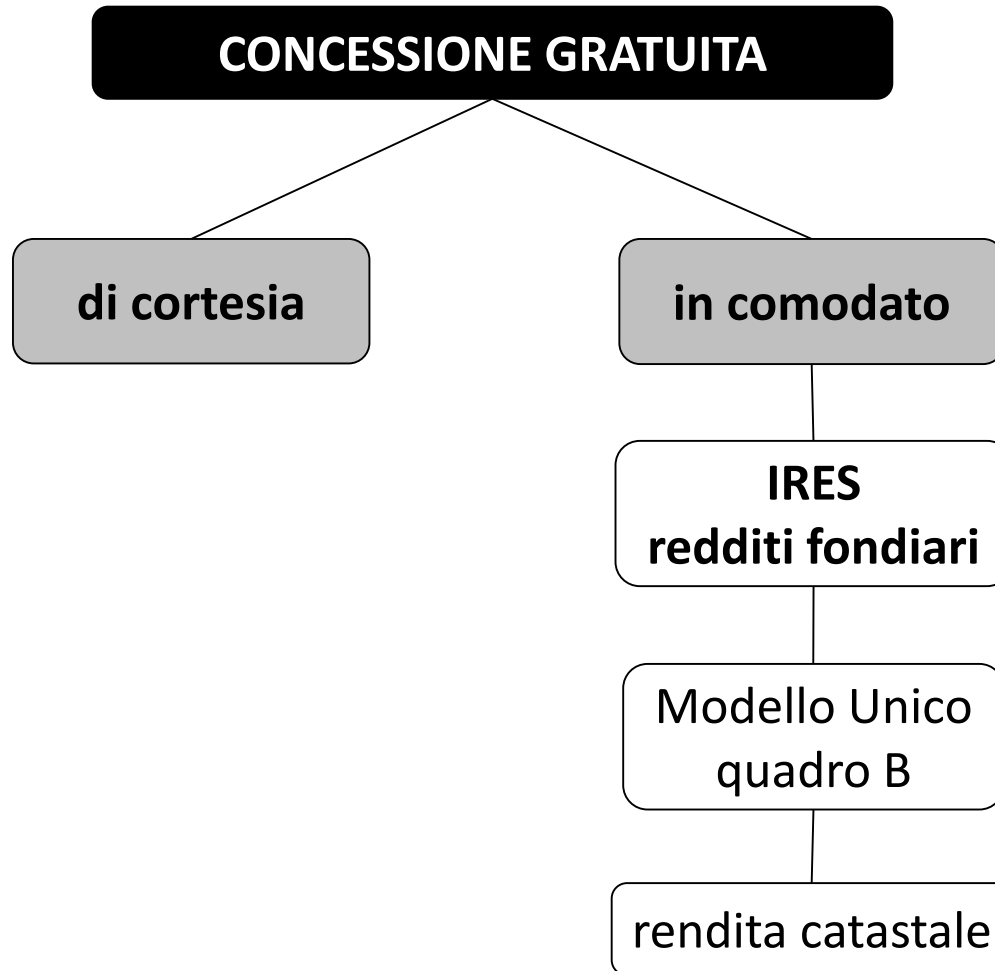 CONCESSIONE GRATUITA
di cortesia
in comodato
IRES
redditi fondiari
Modello Unico
quadro B
rendita catastale